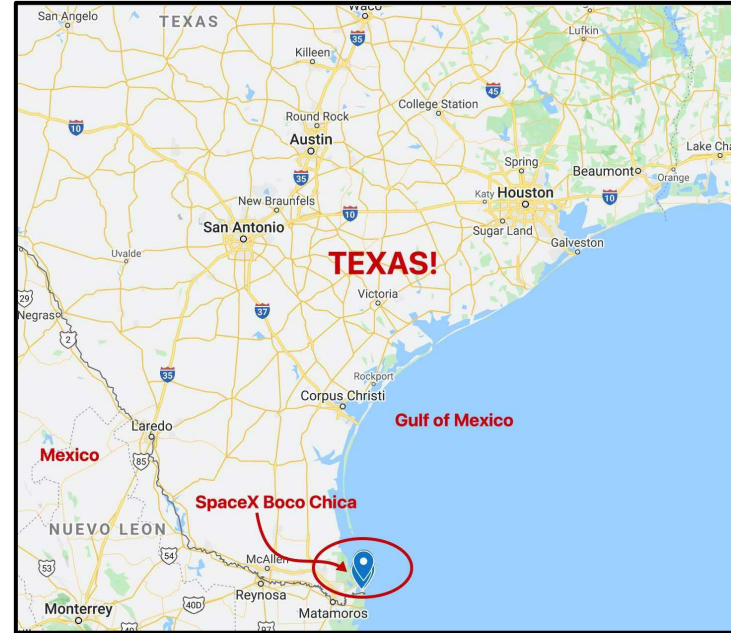 Waco
San Angelo
TEXAS
Lufkin
35
Killeen
45
College Station
10
Round Rock
Austin
Lake Cha
Spring
Beaumont
Orange
35
Katy
Houston
10
New Braunfels
10
San Antonio
Sugar Land
Galveston
Uvalde
TEXAS!
Victoria
29
Negras
37
2
35
Rockport
Corpus Christi
Gulf of Mexico
Laredo
Mexico
85
SpaceX Boco Chica
NUEVO LEON
54
McAllen
53
Reynosa
40D
Monterrey
Matamoros
40
97